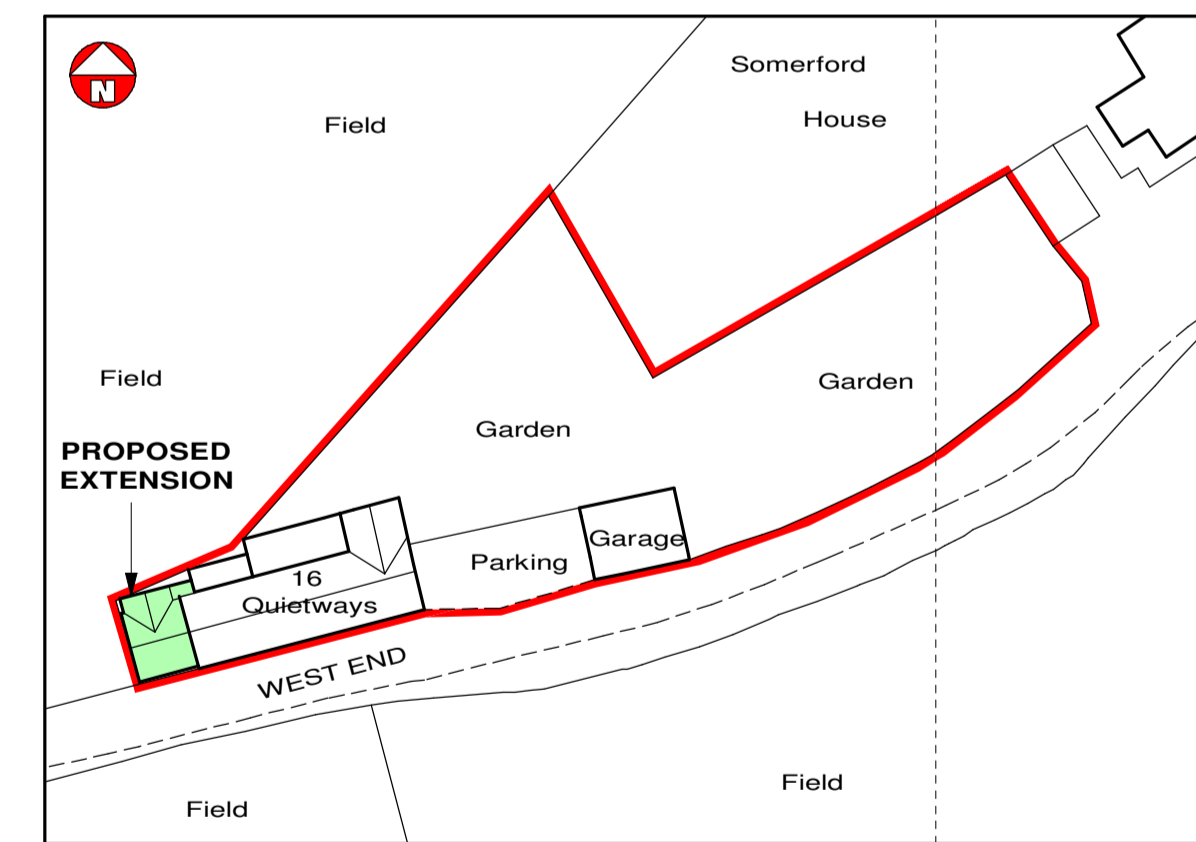 N
Somerford
House
Field
Field
Garden
Garden
PROPOSED
EXTENSION
Garage
Parking
16
Quietways
WEST END
Field
Field